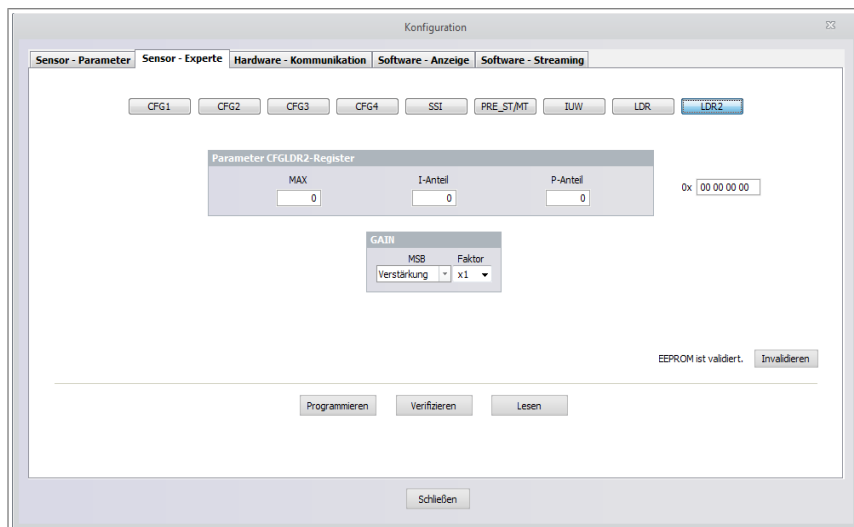 Konfiguration
Sensor - Parameter Sensor - Experte Hardware - Kommunikation Software - Anzeige Software - Streaming
CFG1 CFG2 CFG3 CFG4 SSI PRE_ST/MT IUW LDR LDR2
Parameter CFGLDR2-Register
MAX I-Anteil P-Anteil
0 0 0 0x 00 00 00 00
GAIN
MSB Faktor
Verstärkung x1
EEPROM ist validiert. Invalidieren
Programmieren Verifizieren Lesen
Schließen